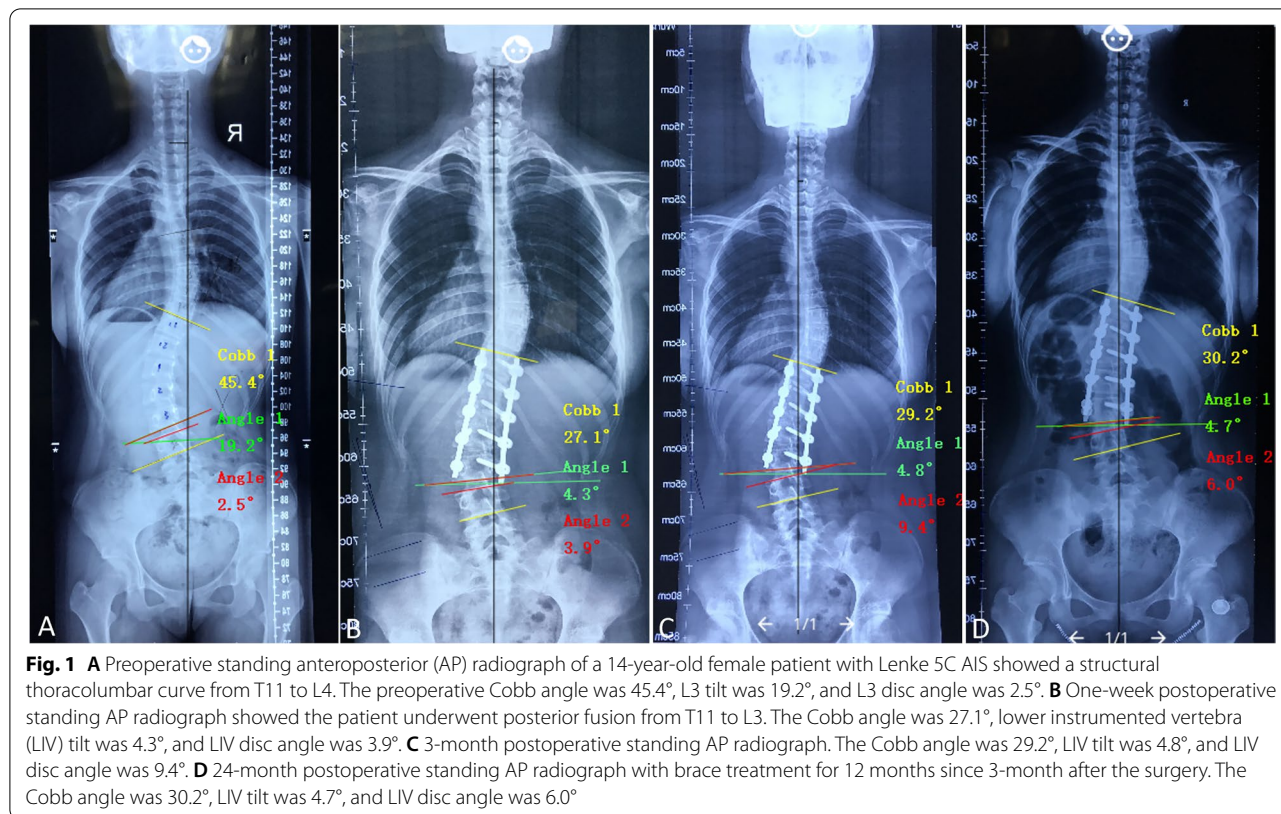 Я
Cobb 1
45.4°
Angle 1
19.2°
Angle 2
2.5°
A
Cobb 1
27.1°
Angle 1
4.3°
Angle 2
3.9°
B
Cobb 1
29.2°
Angle 1
4.8°
Angle 2
9.4°
1/1
C
Cobb 1
30.2°
Angle 1
4.7°
Angle 2
6.0°
1/1
D
Fig. 1 A Preoperative standing anteroposterior (AP) radiograph of a 14-year-old female patient with Lenke 5C AIS showed a structural
thoracolumbar curve from T11 to L4. The preoperative Cobb angle was 45.4°, L3 tilt was 19.2°, and L3 disc angle was 2.5°. B One-week postoperative
standing AP radiograph showed the patient underwent posterior fusion from T11 to L3. The Cobb angle was 27.1°, lower instrumented vertebra
(LIV) tilt was 4.3°, and LIV disc angle was 3.9°. C 3-month postoperative standing AP radiograph. The Cobb angle was 29.2°, LIV tilt was 4.8°, and LIV
disc angle was 9.4°. D 24-month postoperative standing AP radiograph with brace treatment for 12 months since 3-month after the surgery. The
Cobb angle was 30.2°, LIV tilt was 4.7°, and LIV disc angle was 6.0°